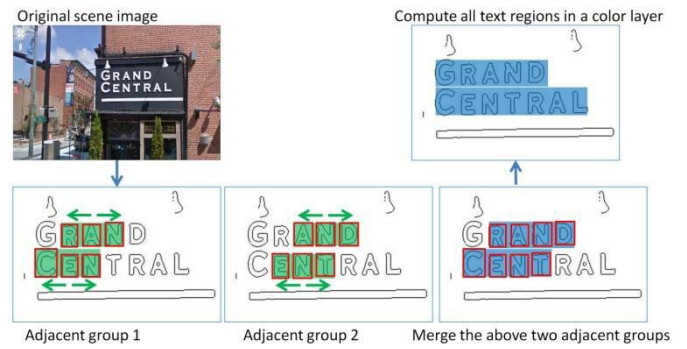 Original scene image
Compute all text regions in a color layer
GRAND
CENTRAL
GRAND
CENTRAL
GRAND
CENTRAL
GRAND
CENTRAL
GRAND
CENTRAL
Adjacent group 1
Adjacent group 2
Merge the above two adjacent groups